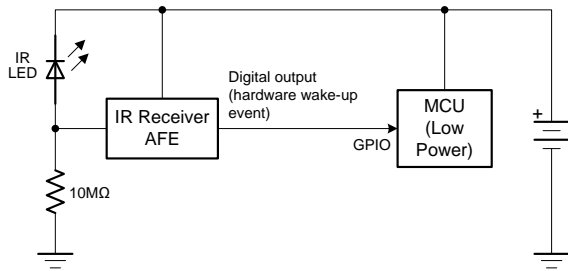 IR
LED
Digital output
(hardware wake-up
event)
IR Receiver
AFE
GPIO
MCU
(Low
Power)
+
10MΩ